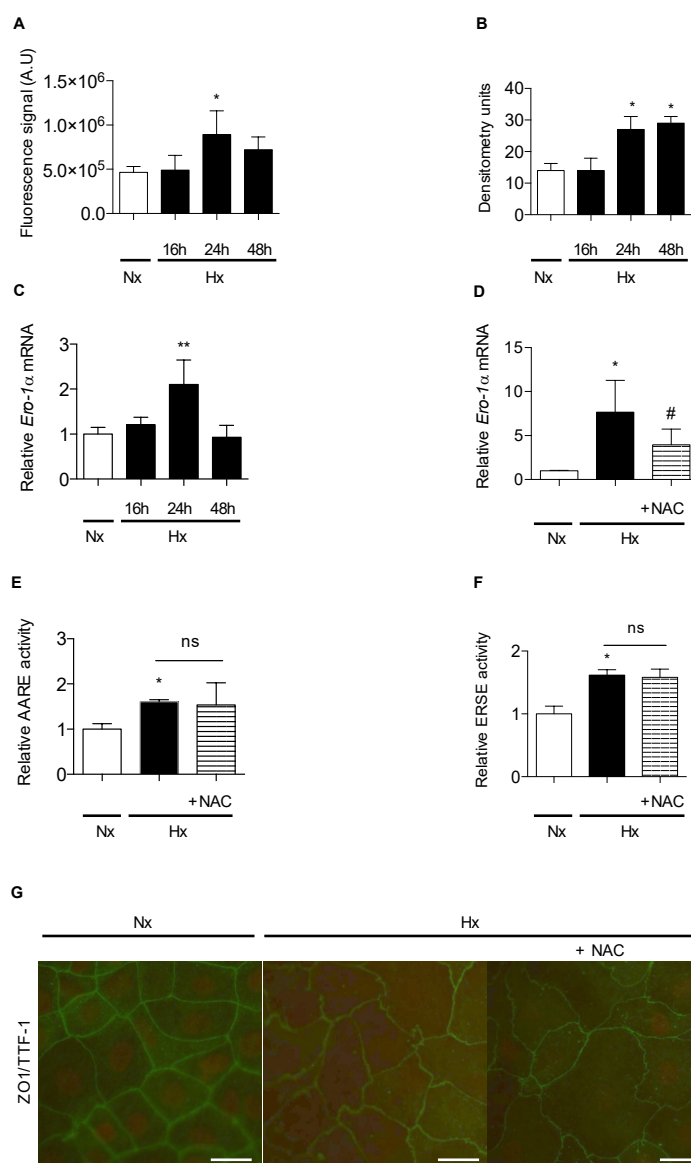 A
Fluorescence signal (A.U)
1.5×10⁶
1.0×10⁶
5.0×10⁵
0.0
*
16h 24h 48h
Nx Hx
B
Densitometry units
40
30
20
10
0
* *
16h 24h 48h
Nx Hx
C
Relative Ero-1α mRNA
3
2
1
0
**
16h 24h 48h
Nx Hx
D
Relative Ero-1α mRNA
15
10
5
0
*
#
+NAC
Nx Hx
E
Relative AARE activity
3
2
1
0
ns
*
+NAC
Nx Hx
F
Relative ERSE activity
2
1
0
ns
*
+NAC
Nx Hx
G
Nx Hx
+ NAC
ZO1/TTF-1